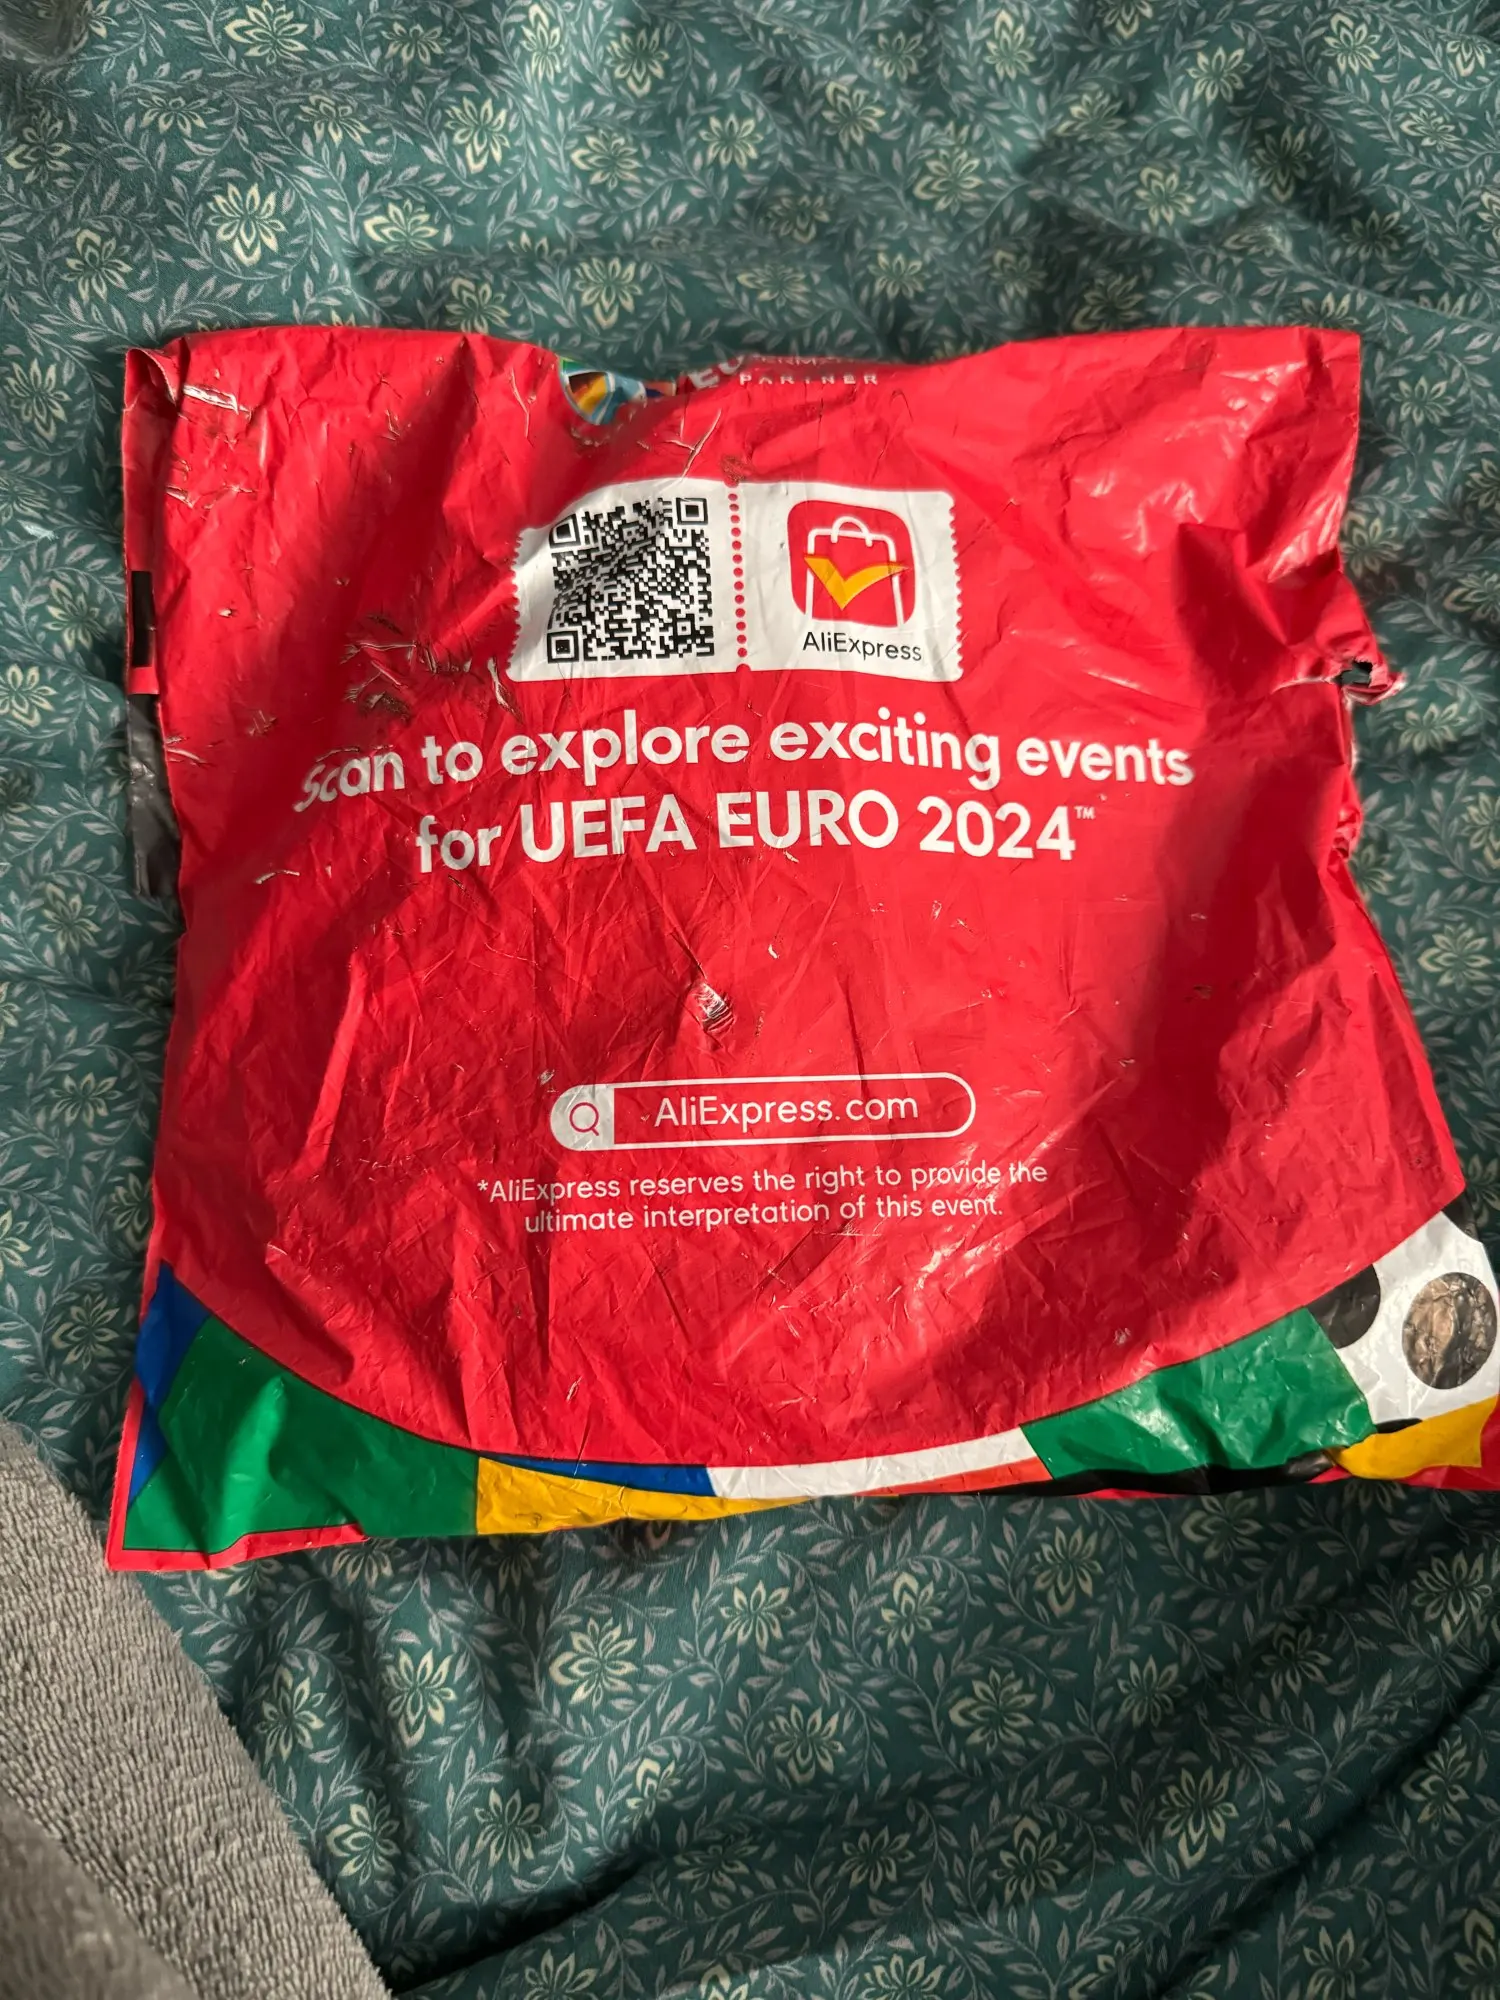 PARTNER
AliExpress
Scan to explore exciting events
for UEFA EURO 2024™
AliExpress.com
*AliExpress reserves the right to provide the
ultimate interpretation of this event.